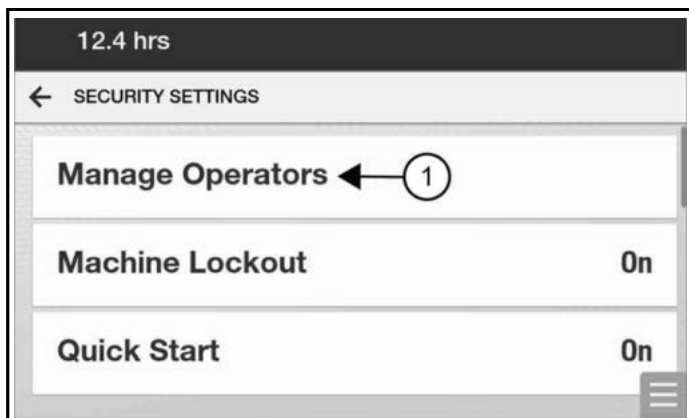 12.4 hrs
← SECURITY SETTINGS
Manage Operators 1
Machine Lockout On
Quick Start On